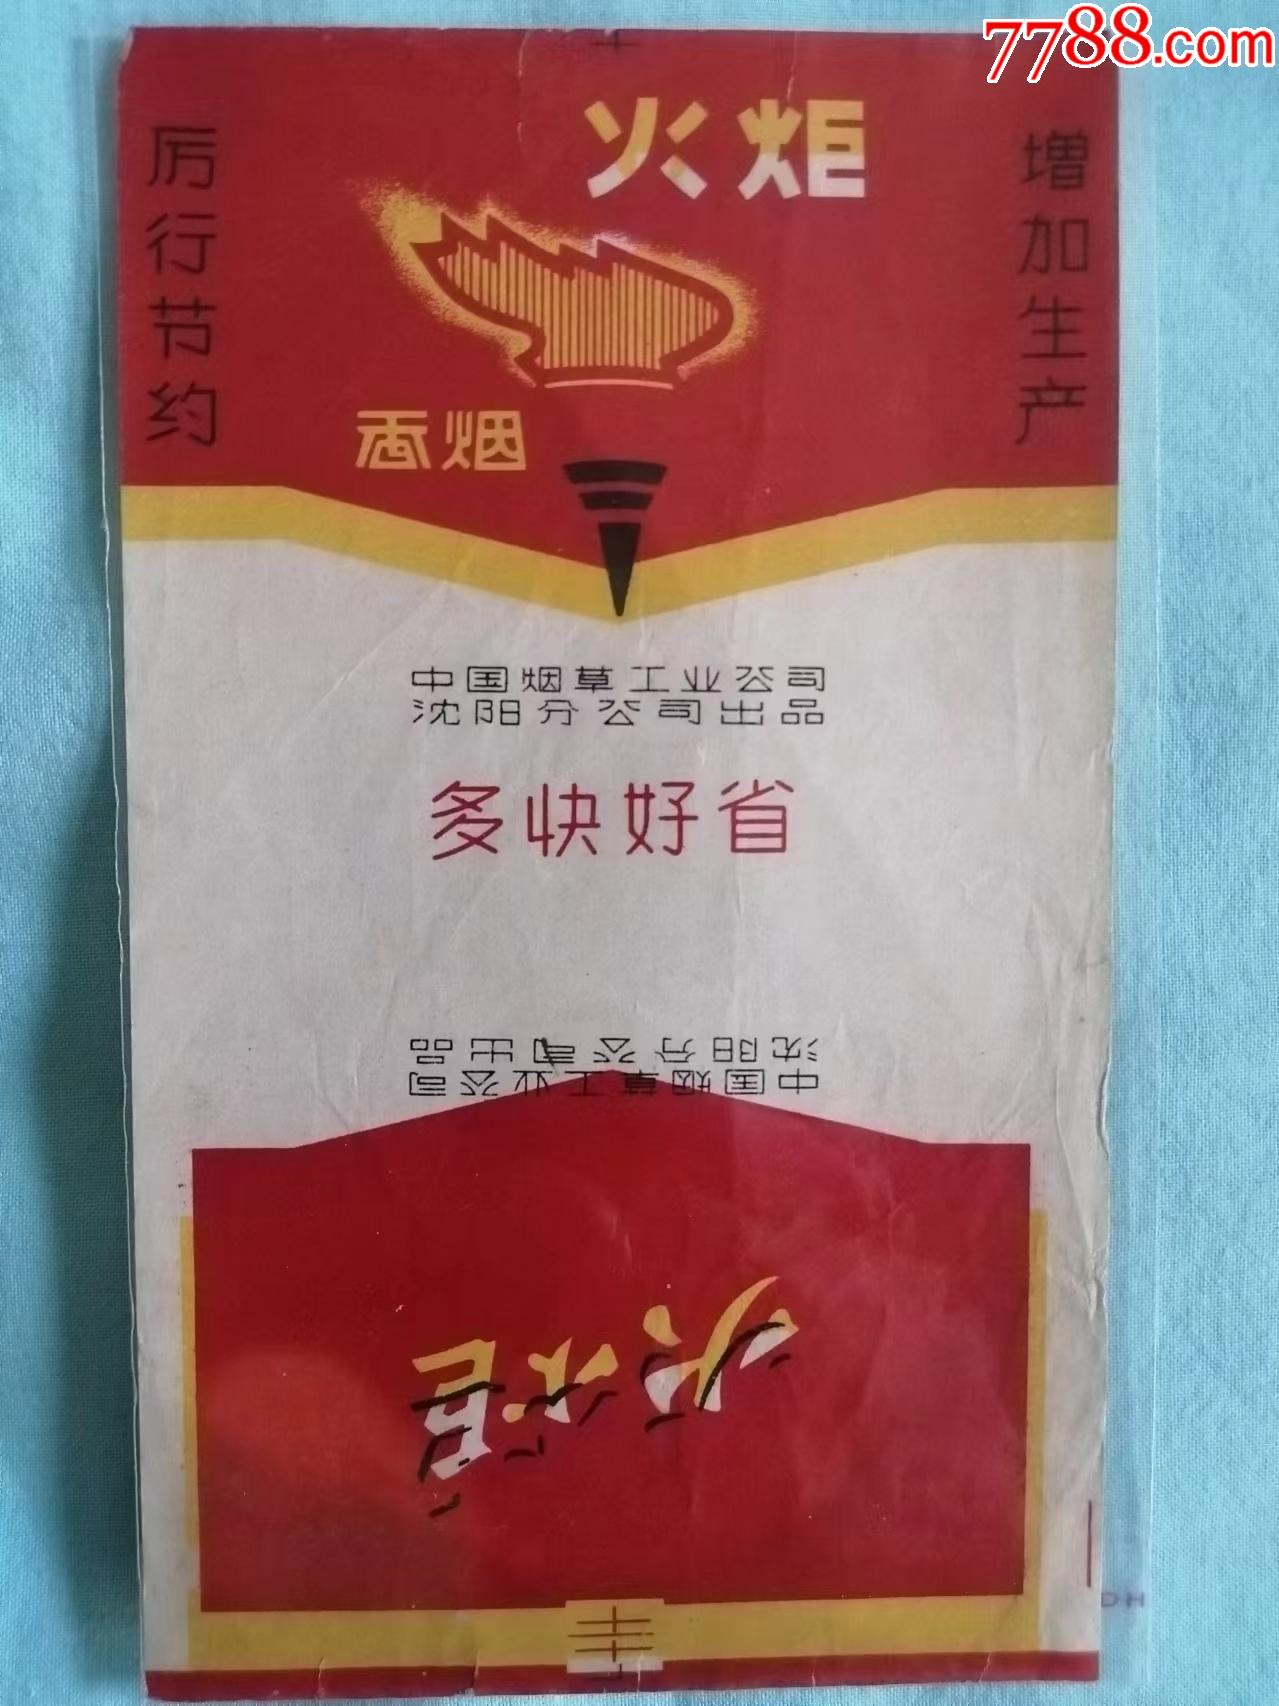 7788.com
火炬
厉行节约
增加生产
香烟
中国烟草工业公司
沈阳分公司出品
多快好省
中国烟草工业公司
沈阳分公司出品
火炬